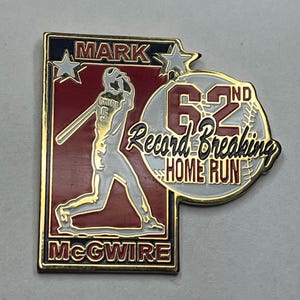 MARK
62ND
Record Breaking
HOME RUN
McGWIRE